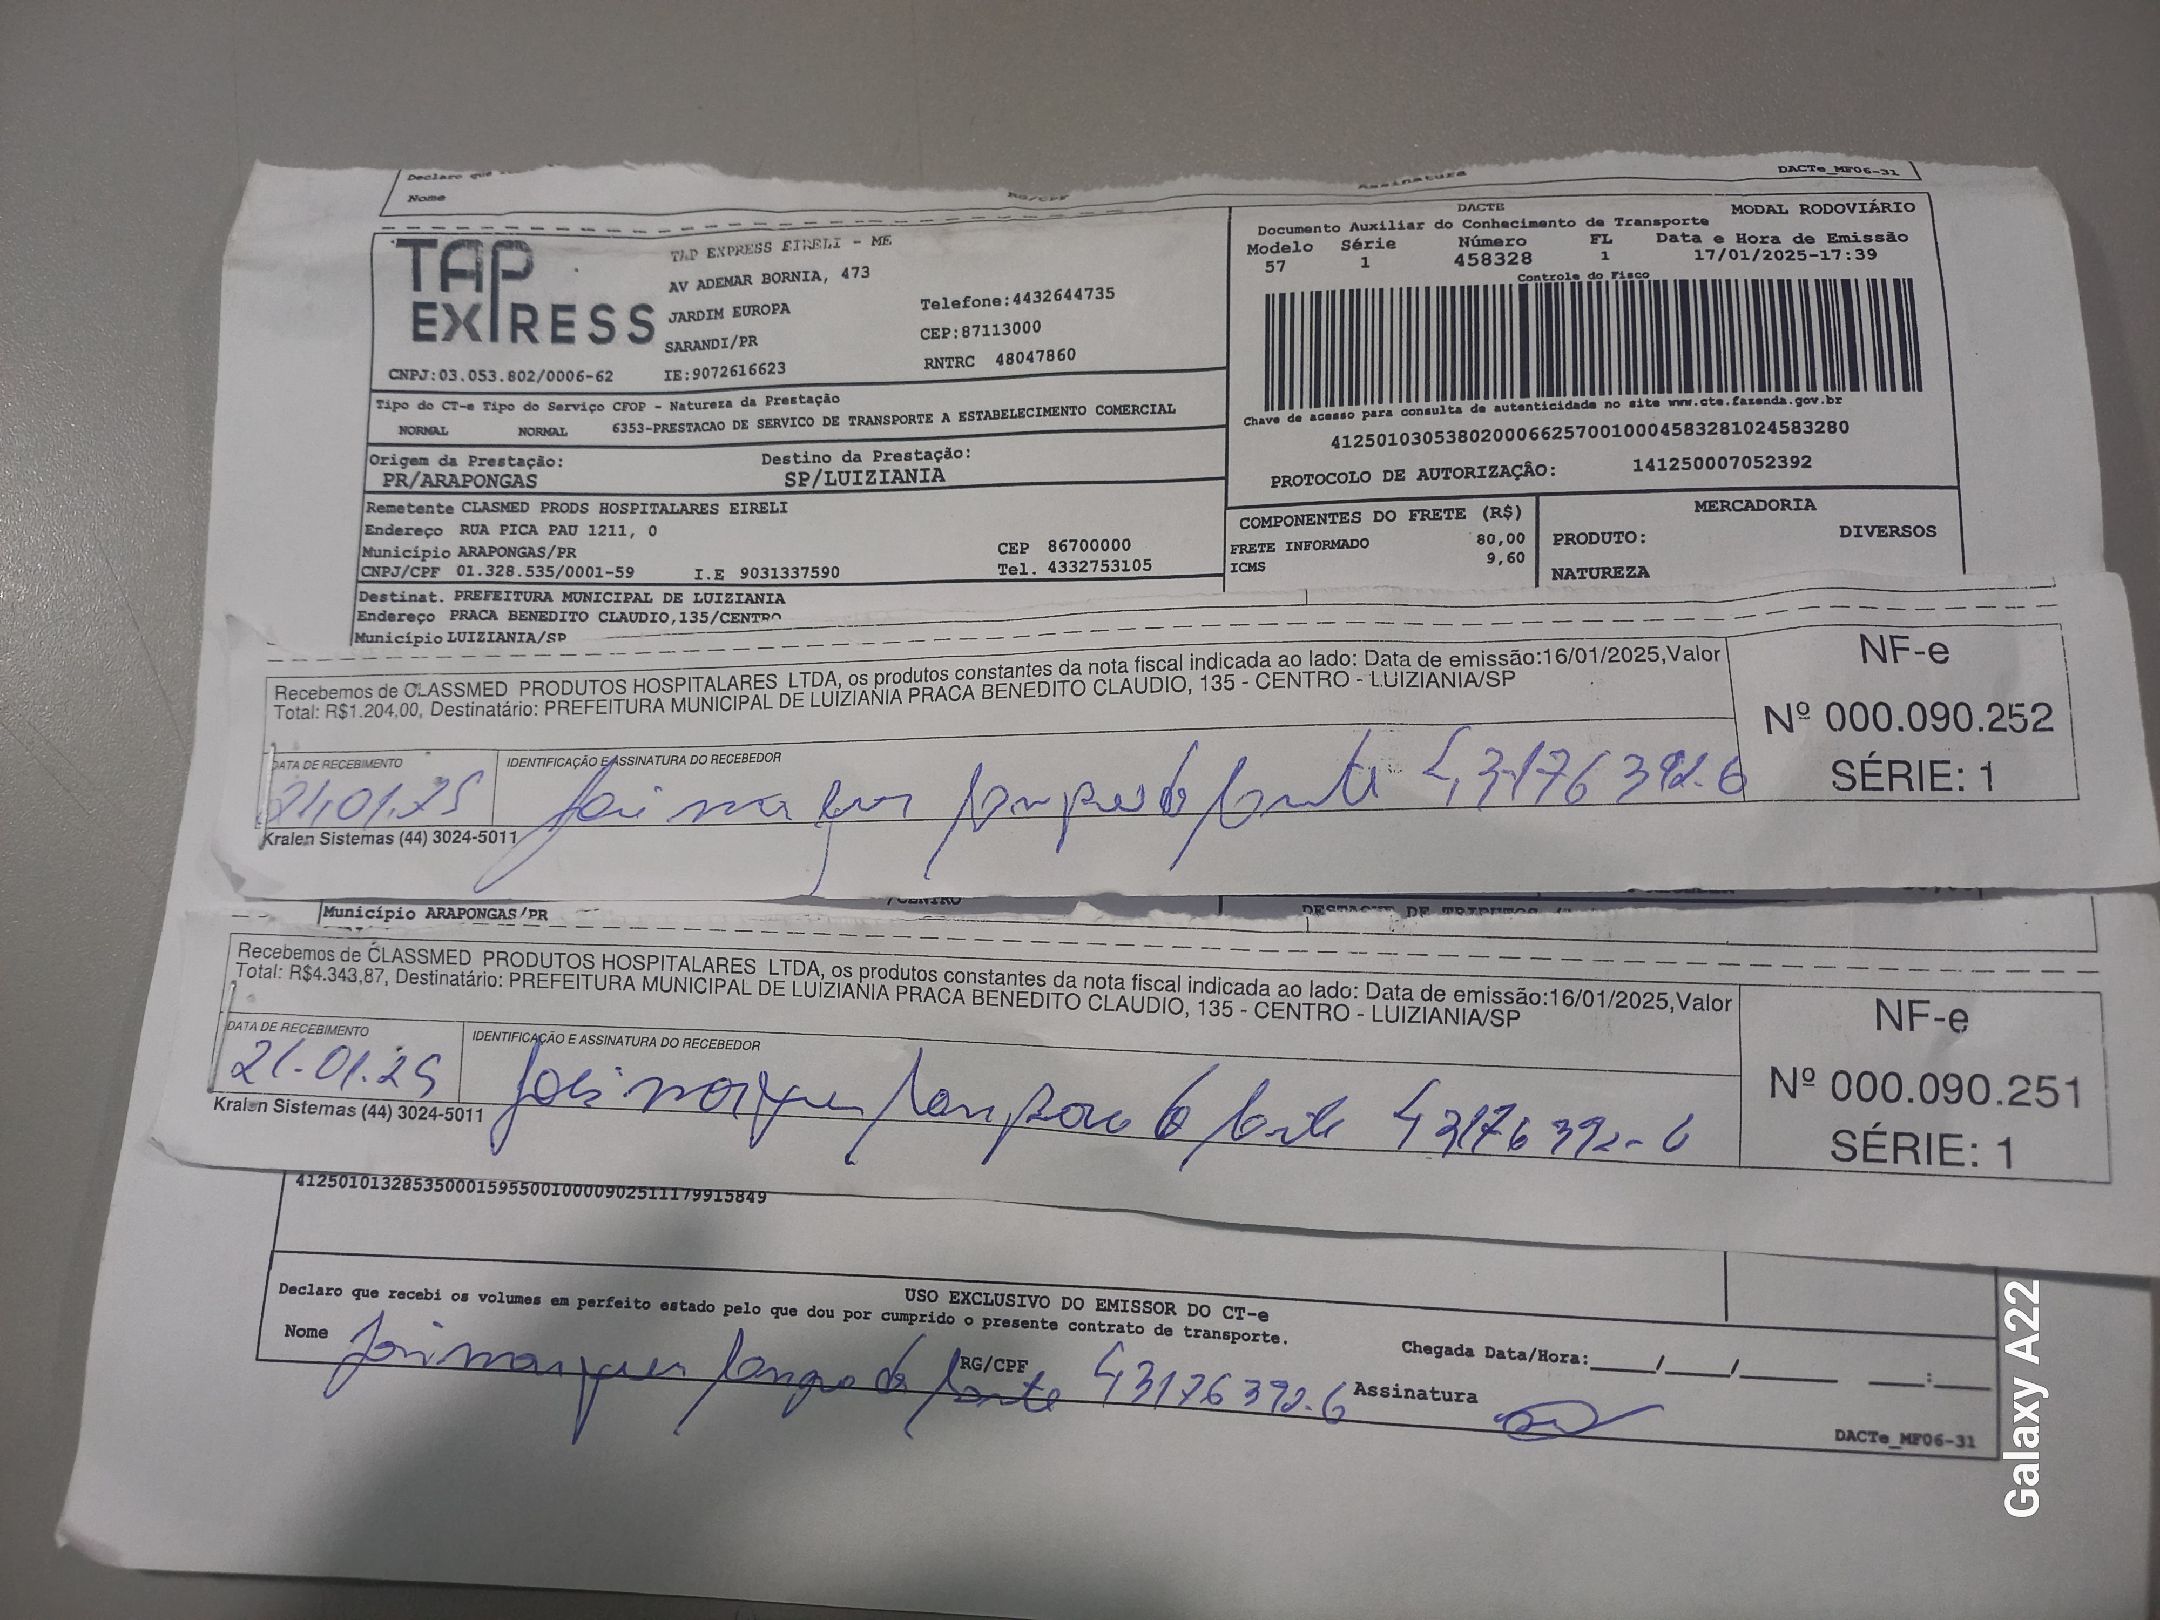 Declaro que
Nome RG/CPF Assinatura DACTe_MF06-31
TAP EXPRESS
TAP EXPRESS EIRELI - ME
AV ADEMAR BORNIA, 473
JARDIM EUROPA Telefone:4432644735
SARANDI/PR CEP:87113000
CNPJ:03.053.802/0006-62 IE:9072616623 RNTRC 48047860
DACTE MODAL RODOVIÁRIO
Documento Auxiliar do Conhecimento de Transporte
Modelo Série Número FL Data e Hora de Emissão
57 1 458328 1 17/01/2025-17:39
Controle do Fisco
Chave de acesso para consulta de autenticidade no site www.cte.fazenda.gov.br
41250103053802000662570010004583281024583280
PROTOCOLO DE AUTORIZAÇÃO: 141250007052392
Tipo do CT-e Tipo do Serviço CFOP - Natureza da Prestação
NORMAL NORMAL 6353-PRESTACAO DE SERVICO DE TRANSPORTE A ESTABELECIMENTO COMERCIAL
Origem da Prestação: Destino da Prestação:
PR/ARAPONGAS SP/LUIZIANIA
Remetente CLASMED PRODS HOSPITALARES EIRELI
Endereço RUA PICA PAU 1211, 0
Município ARAPONGAS/PR CEP 86700000
CNPJ/CPF 01.328.535/0001-59 I.E 9031337590 Tel. 4332753105
COMPONENTES DO FRETE (R$)
FRETE INFORMADO 80,00
ICMS 9,60
MERCADORIA
PRODUTO: DIVERSOS
NATUREZA
Destinat. PREFEITURA MUNICIPAL DE LUIZIANIA
Endereço PRACA BENEDITO CLAUDIO,135/CENTRO
Município LUIZIANIA/SP
Recebemos de CLASSMED PRODUTOS HOSPITALARES LTDA, os produtos constantes da nota fiscal indicada ao lado: Data de emissão:16/01/2025,Valor
Total: R$1.204,00, Destinatário: PREFEITURA MUNICIPAL DE LUIZIANIA PRACA BENEDITO CLAUDIO, 135 - CENTRO - LUIZIANIA/SP
NF-e
Nº 000.090.252
SÉRIE: 1
DATA DE RECEBIMENTO IDENTIFICAÇÃO E ASSINATURA DO RECEBEDOR
43176392-6
Kralen Sistemas (44) 3024-5011
Município ARAPONGAS/PR /CENTRO
Recebemos de CLASSMED PRODUTOS HOSPITALARES LTDA, os produtos constantes da nota fiscal indicada ao lado: Data de emissão:16/01/2025,Valor
Total: R$4.343,87, Destinatário: PREFEITURA MUNICIPAL DE LUIZIANIA PRACA BENEDITO CLAUDIO, 135 - CENTRO - LUIZIANIA/SP
NF-e
Nº 000.090.251
SÉRIE: 1
DATA DE RECEBIMENTO IDENTIFICAÇÃO E ASSINATURA DO RECEBEDOR
21.01.25 43176392-6
Kralen Sistemas (44) 3024-5011
41250101328535000159550010000902511179915849
USO EXCLUSIVO DO EMISSOR DO CT-e
Declaro que recebi os volumes em perfeito estado pelo que dou por cumprido o presente contrato de transporte.
Nome RG/CPF 43176392-6 Assinatura
Chegada Data/Hora:_____/_____/_______ ____:____
DACTe_MF06-31
Galaxy A22